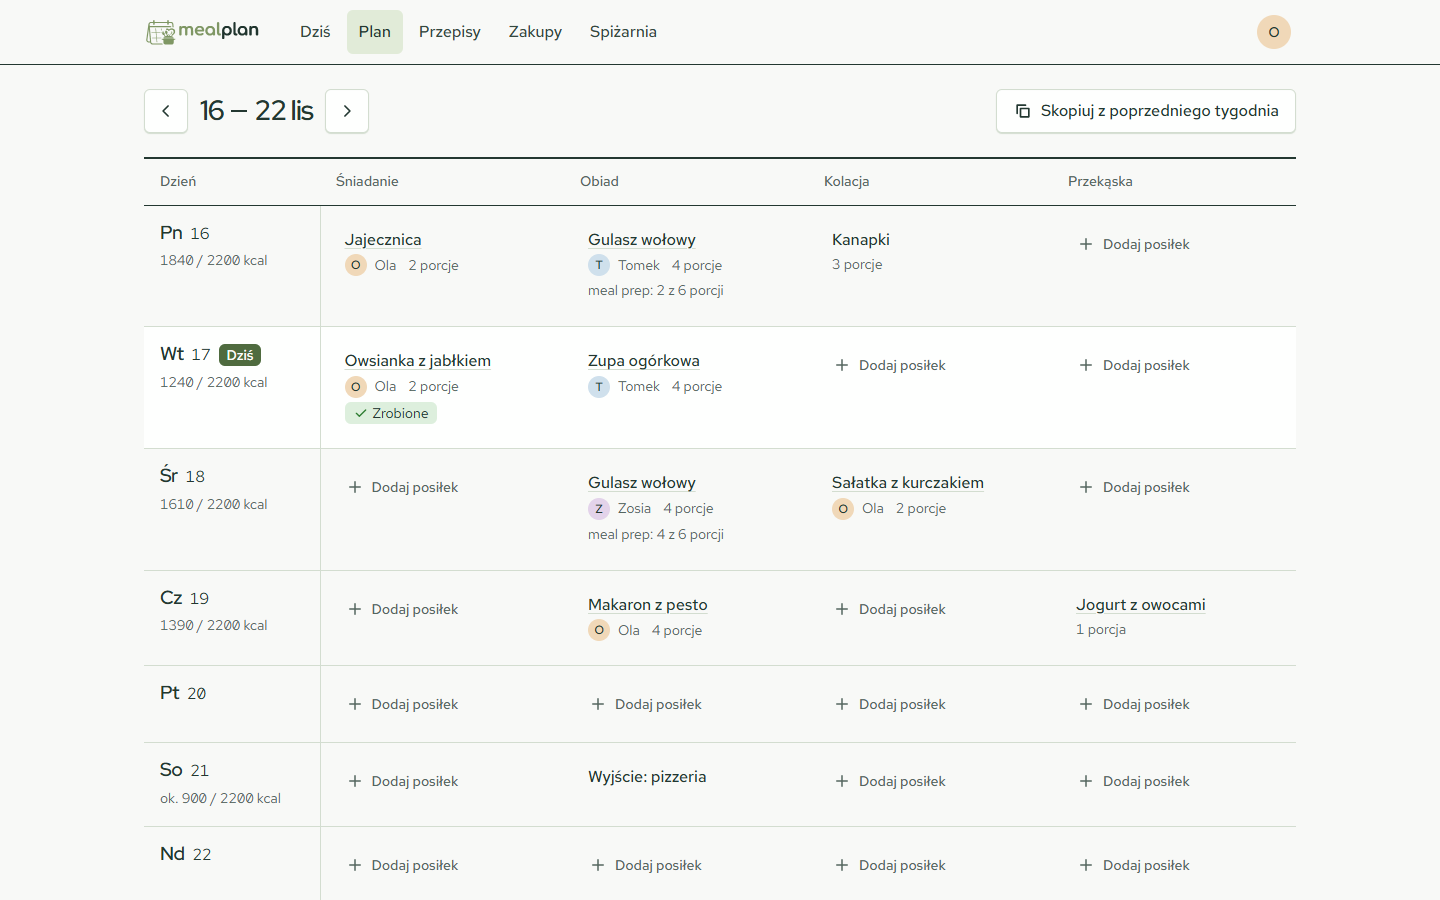 mealplan
Dziś
Plan
Przepisy
Zakupy
Spiżarnia
O
16 — 22 lis
Skopiuj z poprzedniego tygodnia
Dzień
Śniadanie
Obiad
Kolacja
Przekąska
Pn 16
1840 / 2200 kcal
Jajecznica
O Ola 2 porcje
Gulasz wołowy
T Tomek 4 porcje
meal prep: 2 z 6 porcji
Kanapki
3 porcje
Dodaj posiłek
Wt 17 Dziś
1240 / 2200 kcal
Owsianka z jabłkiem
O Ola 2 porcje
Zrobione
Zupa ogórkowa
T Tomek 4 porcje
Dodaj posiłek
Dodaj posiłek
Śr 18
1610 / 2200 kcal
Dodaj posiłek
Gulasz wołowy
Z Zosia 4 porcje
meal prep: 4 z 6 porcji
Sałatka z kurczakiem
O Ola 2 porcje
Dodaj posiłek
Cz 19
1390 / 2200 kcal
Dodaj posiłek
Makaron z pesto
O Ola 4 porcje
Dodaj posiłek
Jogurt z owocami
1 porcja
Pt 20
Dodaj posiłek
Dodaj posiłek
Dodaj posiłek
Dodaj posiłek
So 21
ok. 900 / 2200 kcal
Dodaj posiłek
Wyjście: pizzeria
Dodaj posiłek
Dodaj posiłek
Nd 22
Dodaj posiłek
Dodaj posiłek
Dodaj posiłek
Dodaj posiłek